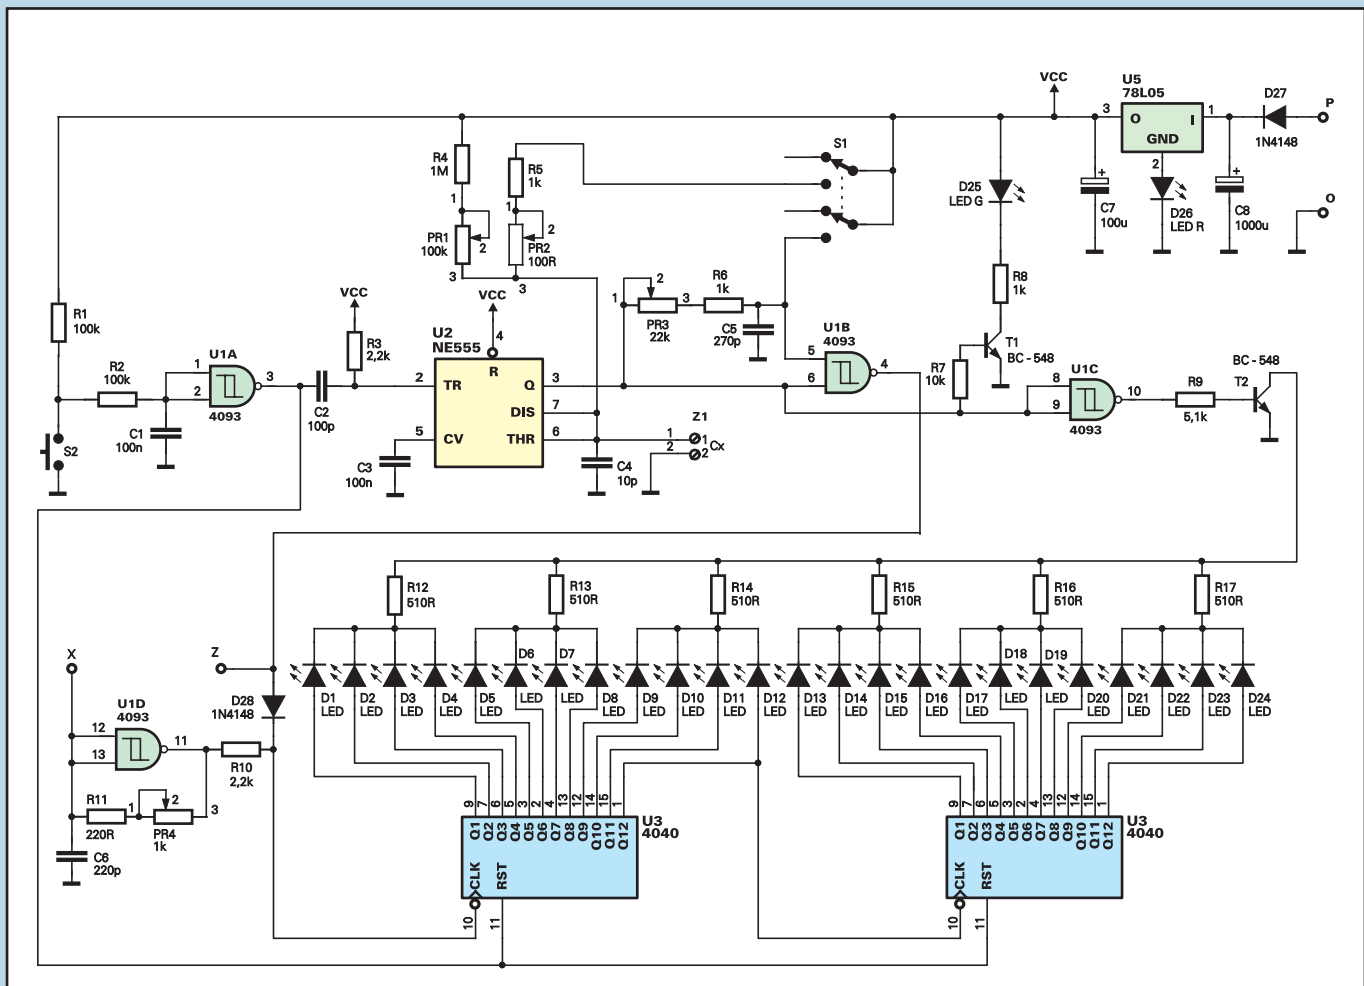 VCC
U5
78L05
3
O
I
GND
1
2
D27
1N4148
P
O
S1
R4
1M
R5
1k
1
1
PR1
100k
2
3
2
PR2
100R
3
D25
LED G
C7
100u
+
D26
LED R
C8
1000u
+
R1
100k
R2
100k
U1A
1
2
3
4093
C1
100n
S2
C2
100p
VCC
R3
2,2k
VCC
U2
NE555
4
R
2
TR
Q
3
DIS
7
5
CV
THR
6
C3
100n
C4
10p
Z1
1
2
1
2
Cx
1
2
3
PR3
22k
R6
1k
C5
270p
U1B
4093
5
6
4
R8
1k
T1
BC - 548
R7
10k
U1C
8
9
10
4093
R9
5,1k
BC - 548
T2
R12
510R
R13
510R
R14
510R
R15
510R
R16
510R
R17
510R
D1
LED
D2
LED
D3
LED
D4
LED
D5
LED
D6
LED
D7
LED
D8
LED
D9
LED
D10
LED
D11
LED
D12
LED
D13
LED
D14
LED
D15
LED
D16
LED
D17
LED
D18
LED
D19
LED
D20
LED
D21
LED
D22
LED
D23
LED
D24
LED
X
Z
D28
1N4148
U1D
4093
12
13
11
R10
2,2k
R11
220R
1
2
3
PR4
1k
C6
220p
9 7 6 5 3 2 4 13 12 14 15 1
Q1 Q2 Q3 Q4 Q5 Q6 Q7 Q8 Q9 Q10 Q11 Q12
U3
4040
CLK
RST
10
11
9 7 6 5 3 2 4 13 12 14 15 1
Q1 Q2 Q3 Q4 Q5 Q6 Q7 Q8 Q9 Q10 Q11 Q12
U3
4040
CLK
RST
10
11